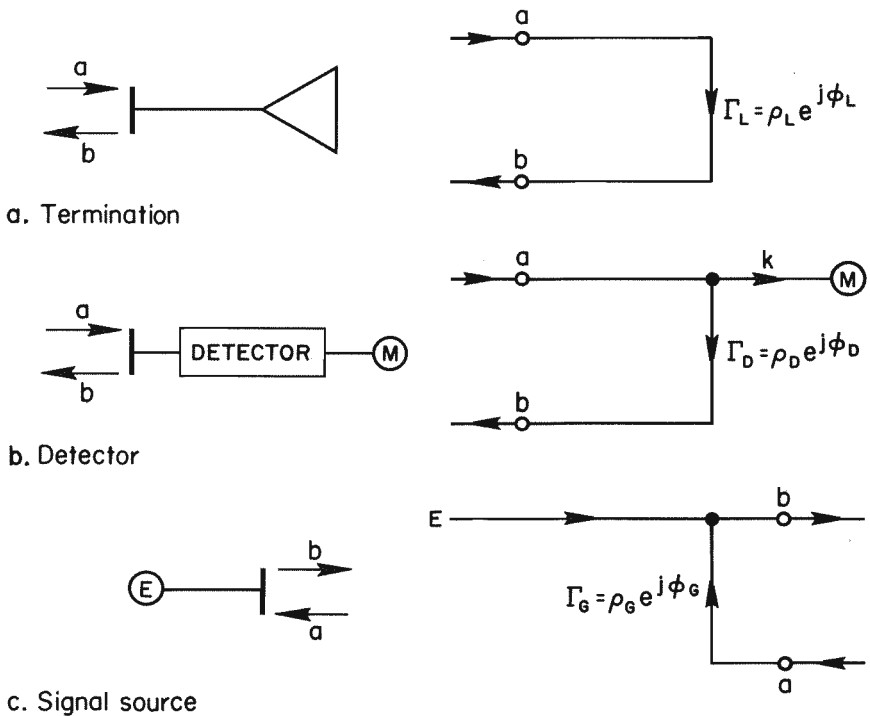 a
b
a
b
Γ_L = ρ_L e^{jϕ_L}
a. Termination
a
b
DETECTOR
M
a
k
M
b
Γ_D = ρ_D e^{jϕ_D}
b. Detector
E
b
a
E
b
Γ_G = ρ_G e^{jϕ_G}
a
c. Signal source